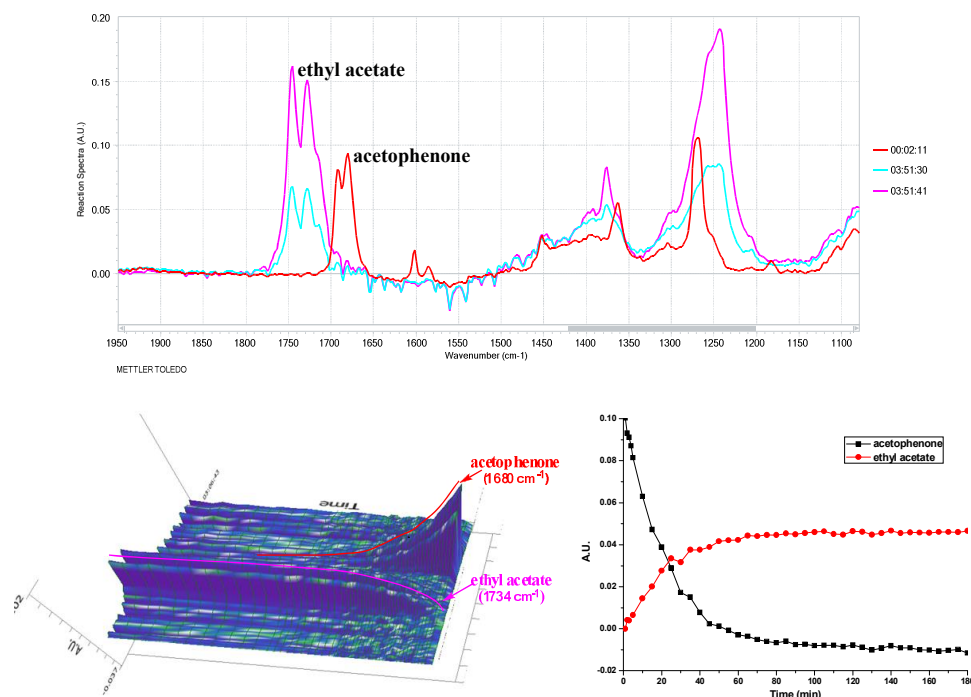 0.20
0.15
0.10
0.05
0.00
Reaction Spectra (A.U.)
ethyl acetate
acetophenone
00:02:11
03:51:30
03:51:41
1950 1900 1850 1800 1750 1700 1650 1600 1550 1500 1450 1400 1350 1300 1250 1200 1150 1100
Wavenumber (cm-1)
METTLER TOLEDO
Time
acetophenone
(1680 cm⁻¹)
ethyl acetate
(1734 cm⁻¹)
A.U.
-0.037
0.10
0.08
0.06
0.04
0.02
0.00
-0.02
A.U.
acetophenone
ethyl acetate
0 20 40 60 80 100 120 140 160 180
Time (min)